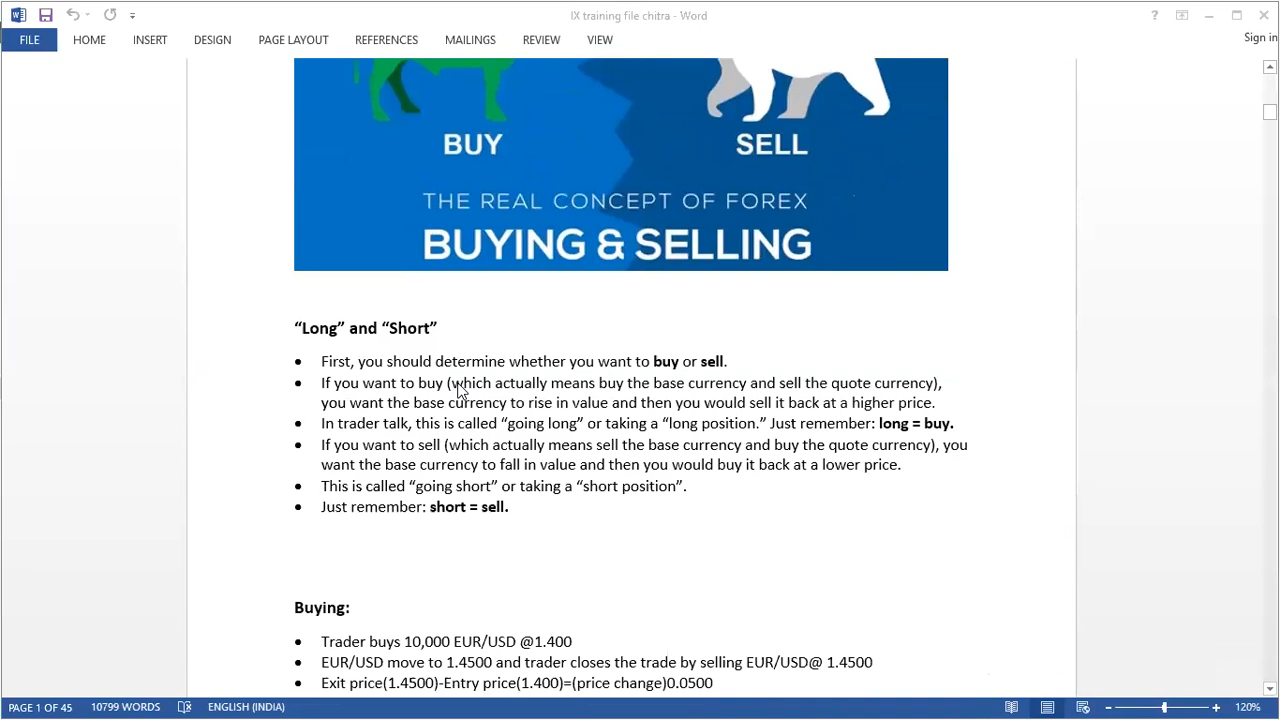 IX training file chitra - Word
?
FILE HOME INSERT DESIGN PAGE LAYOUT REFERENCES MAILINGS REVIEW VIEW Sign in
BUY SELL
THE REAL CONCEPT OF FOREX
BUYING & SELLING
“Long” and “Short”
• First, you should determine whether you want to buy or sell.
• If you want to buy (which actually means buy the base currency and sell the quote currency),
you want the base currency to rise in value and then you would sell it back at a higher price.
• In trader talk, this is called “going long” or taking a “long position.” Just remember: long = buy.
• If you want to sell (which actually means sell the base currency and buy the quote currency), you
want the base currency to fall in value and then you would buy it back at a lower price.
• This is called “going short” or taking a “short position”.
• Just remember: short = sell.
Buying:
• Trader buys 10,000 EUR/USD @1.400
• EUR/USD move to 1.4500 and trader closes the trade by selling EUR/USD@ 1.4500
• Exit price(1.4500)-Entry price(1.400)=(price change)0.0500
PAGE 1 OF 45 10799 WORDS ENGLISH (INDIA) 120%